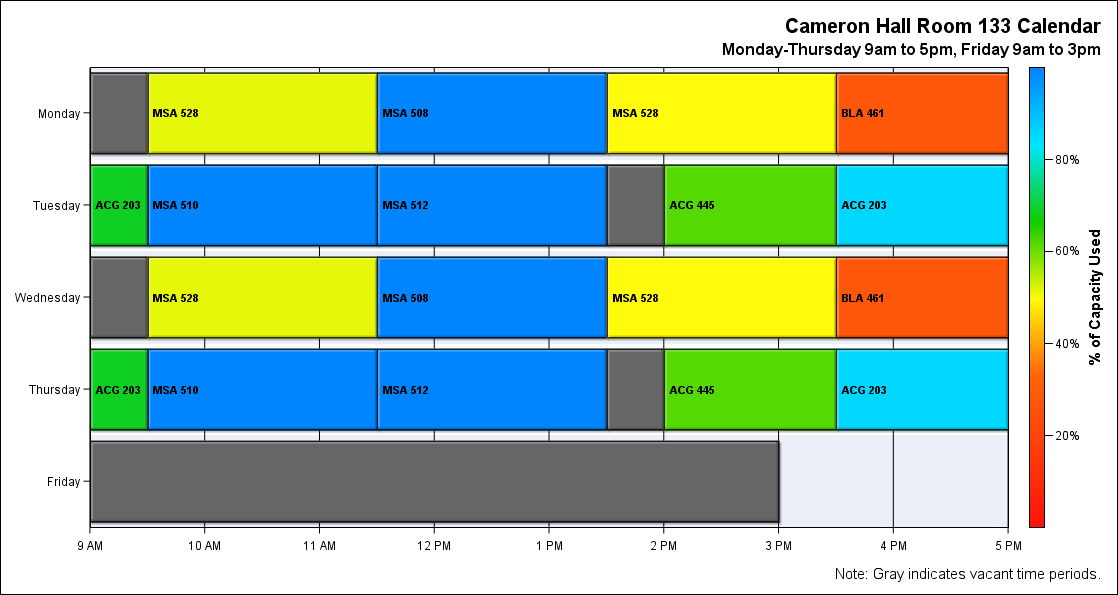 Cameron Hall Room 133 Calendar
Monday-Thursday 9am to 5pm, Friday 9am to 3pm
Monday
MSA 528
MSA 508
MSA 528
BLA 461
Tuesday
ACG 203
MSA 510
MSA 512
ACG 445
ACG 203
Wednesday
MSA 528
MSA 508
MSA 528
BLA 461
Thursday
ACG 203
MSA 510
MSA 512
ACG 445
ACG 203
Friday
9 AM
10 AM
11 AM
12 PM
1 PM
2 PM
3 PM
4 PM
5 PM
80%
60%
40%
20%
% of Capacity Used
Note: Gray indicates vacant time periods.